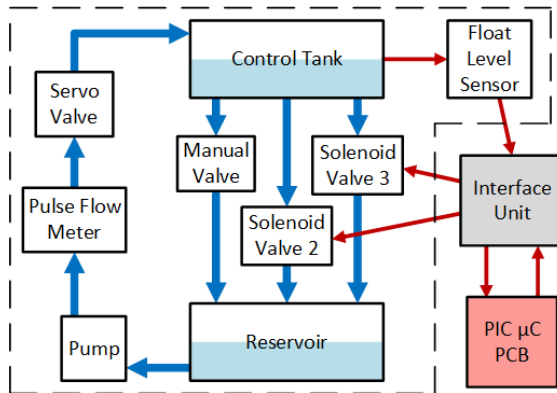 Control Tank
Float
Level
Sensor
Servo
Valve
Manual
Valve
Solenoid
Valve 3
Interface
Unit
Pulse Flow
Meter
Solenoid
Valve 2
Pump
Reservoir
PIC µC
PCB